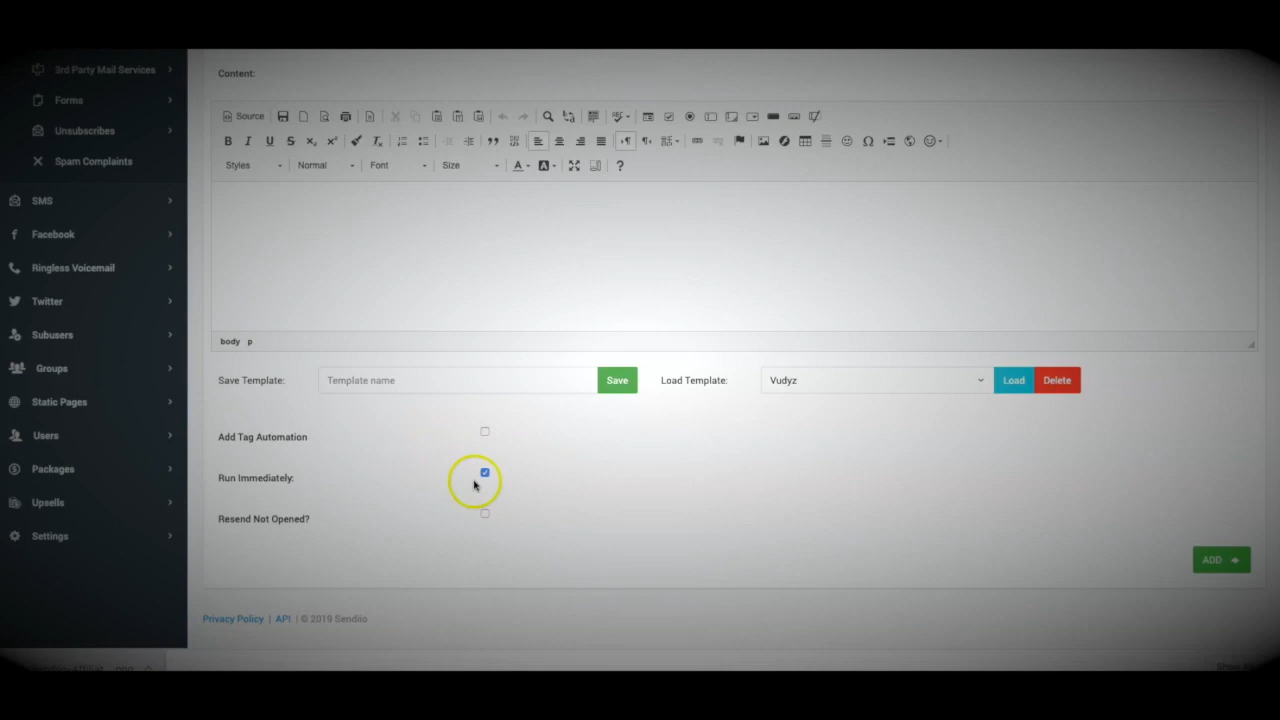 3rd Party Mail Services
Forms
Unsubscribes
Spam Complaints
SMS
Facebook
Ringless Voicemail
Twitter
Subusers
Groups
Static Pages
Users
Packages
Upsells
Settings
Content:
Source
Styles Normal Font Size
body p
Save Template: Template name Save Load Template: Vudyz Load Delete
Add Tag Automation
Run Immediately:
Resend Not Opened?
ADD
Privacy Policy | API | © 2019 Sendiio